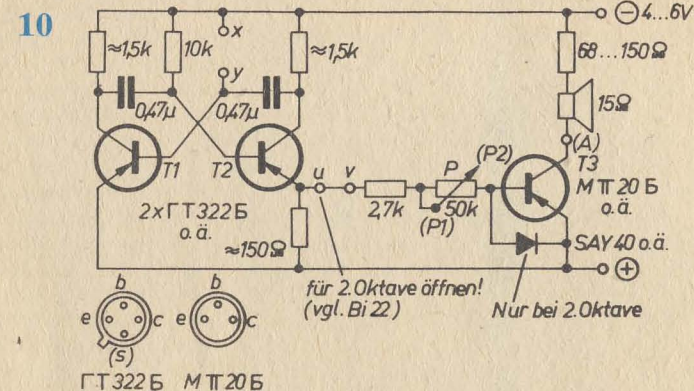 10
⊖ 4...6V
≈1,5k
10k
x
y
≈1,5k
68...150Ω
0,47µ
0,47µ
15Ω
(A)
T1
T2
u
v
P
(P2)
T3
2xГТ322Б
o.ä.
2,7k
50k
(P1)
МП20Б
o.ä.
≈150Ω
SAY40 o.ä.
⊕
für 2.Oktave öffnen!
(vgl. Bi 22)
Nur bei 2.Oktave
b
b
e
c
e
c
(s)
ГТ322Б
МП20Б